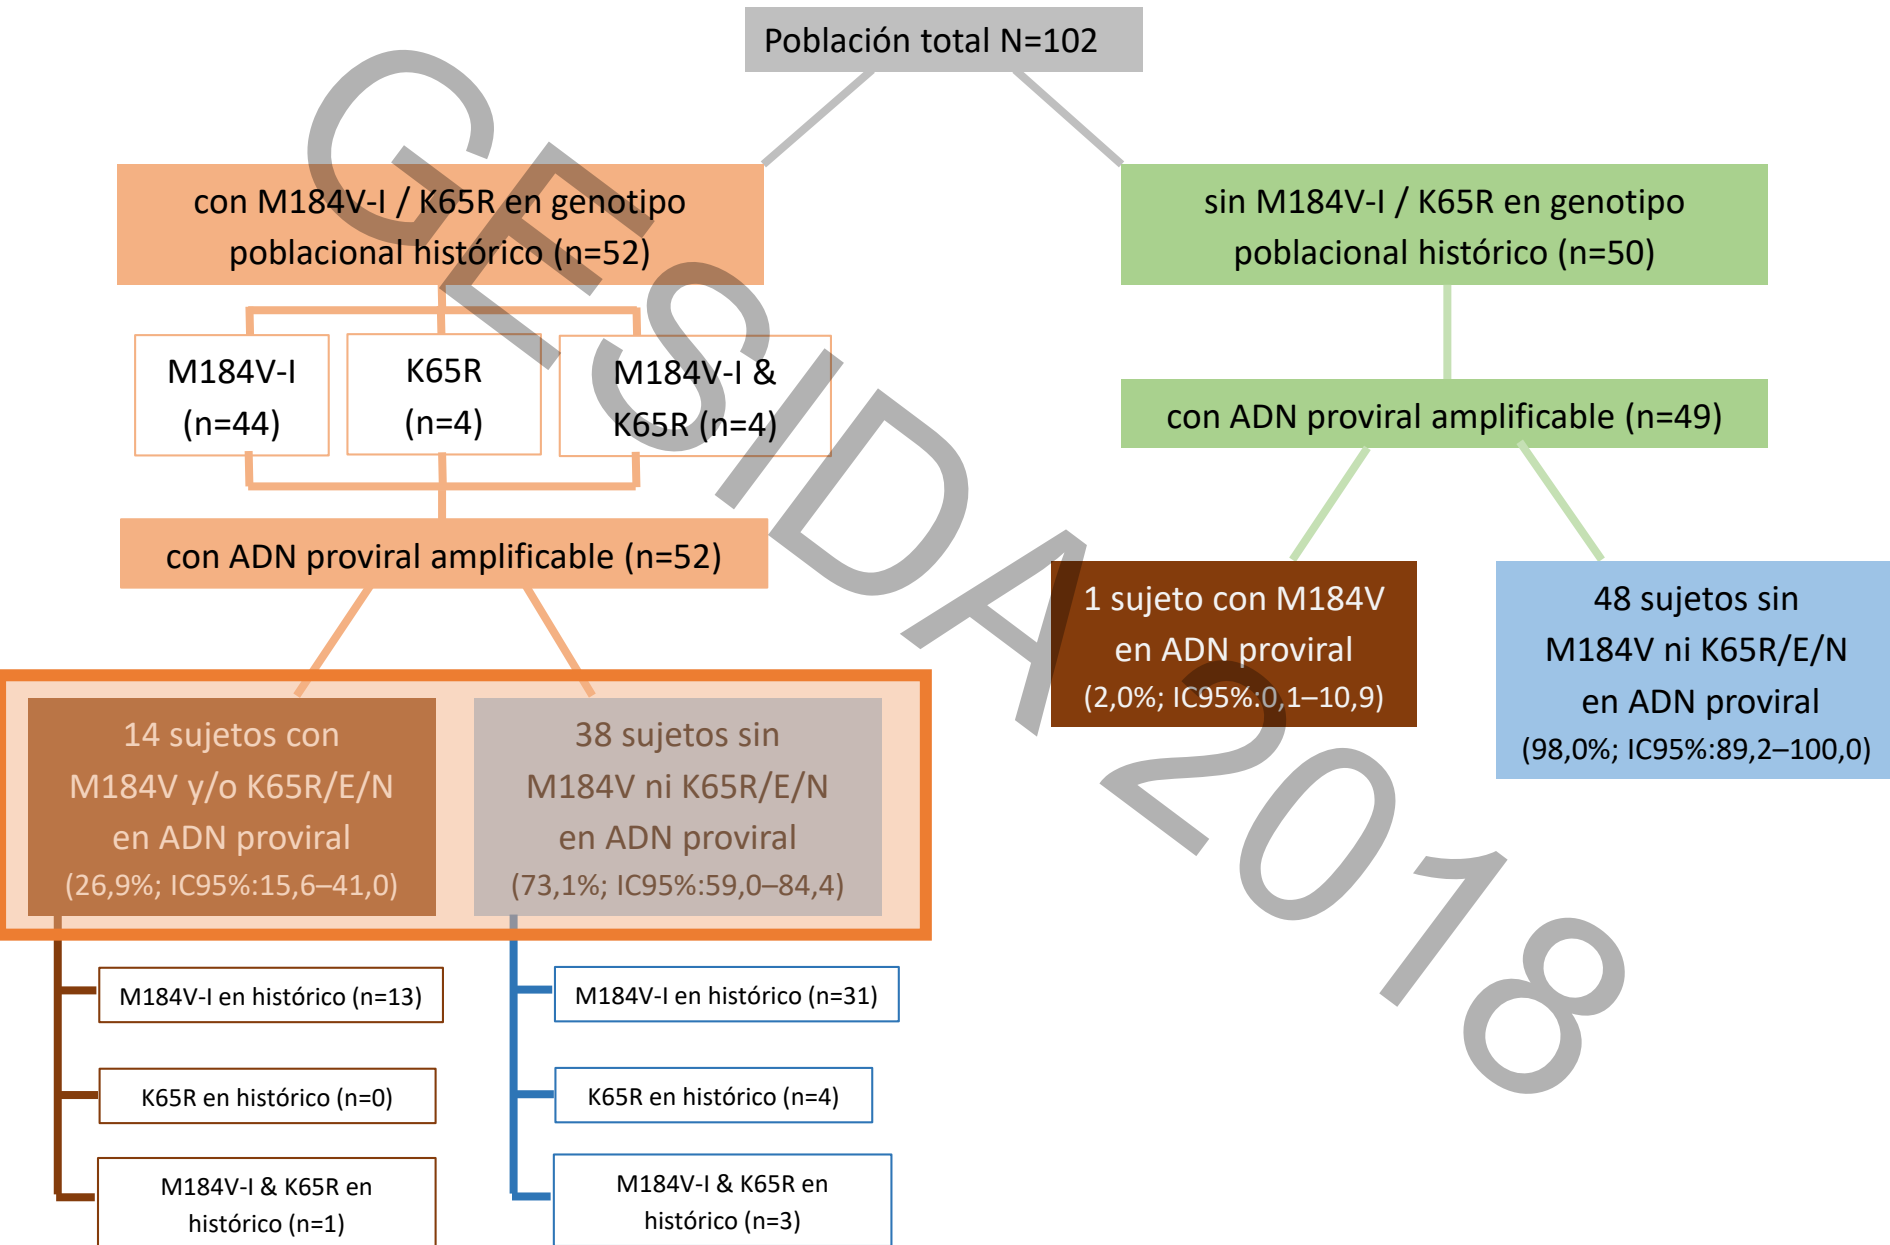 Población total N=102
con M184V-I / K65R en genotipo
poblacional histórico (n=52)
sin M184V-I / K65R en genotipo
poblacional histórico (n=50)
M184V-I
(n=44)
K65R
(n=4)
M184V-I &
K65R (n=4)
con ADN proviral amplificable (n=49)
con ADN proviral amplificable (n=52)
1 sujeto con M184V
en ADN proviral
(2,0%; IC95%:0,1–10,9)
48 sujetos sin
M184V ni K65R/E/N
en ADN proviral
(98,0%; IC95%:89,2–100,0)
14 sujetos con
M184V y/o K65R/E/N
en ADN proviral
(26,9%; IC95%:15,6–41,0)
38 sujetos sin
M184V ni K65R/E/N
en ADN proviral
(73,1%; IC95%:59,0–84,4)
M184V-I en histórico (n=13)
K65R en histórico (n=0)
M184V-I & K65R en
histórico (n=1)
M184V-I en histórico (n=31)
K65R en histórico (n=4)
M184V-I & K65R en
histórico (n=3)
GESIDA 2018